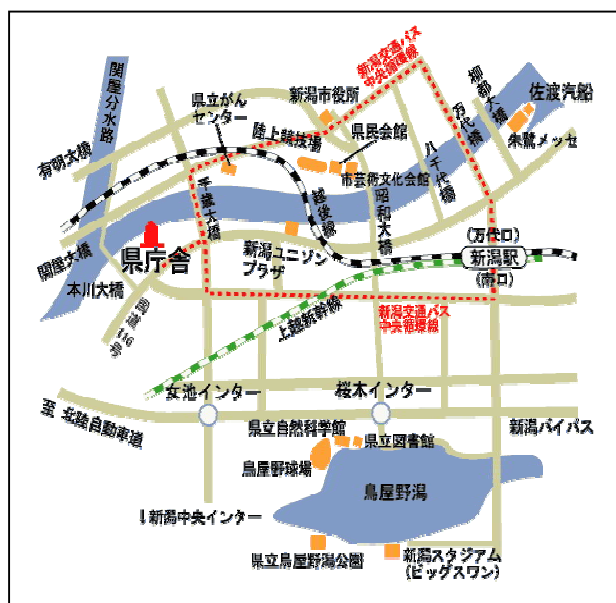 新潟交通バス
中央循環線
柳都大橋
佐渡汽船
関屋分水路
県立がん
センター
新潟市役所
万代橋
陸上競技場
県民会館
朱鷺メッセ
有明大橋
八千代橋
市芸術文化会館
千歳大橋
越後線
昭和大橋
関屋大橋
県庁舎
新潟ユニゾン
プラザ
(万代口)
新潟駅
(南口)
本川大橋
国道116号
上越新幹線
新潟交通バス
中央循環線
女池インター
桜木インター
至 北陸自動車道
新潟バイパス
県立自然科学館
県立図書館
鳥屋野球場
鳥屋野潟
↓新潟中央インター
県立鳥屋野潟公園
新潟スタジアム
(ビッグスワン)